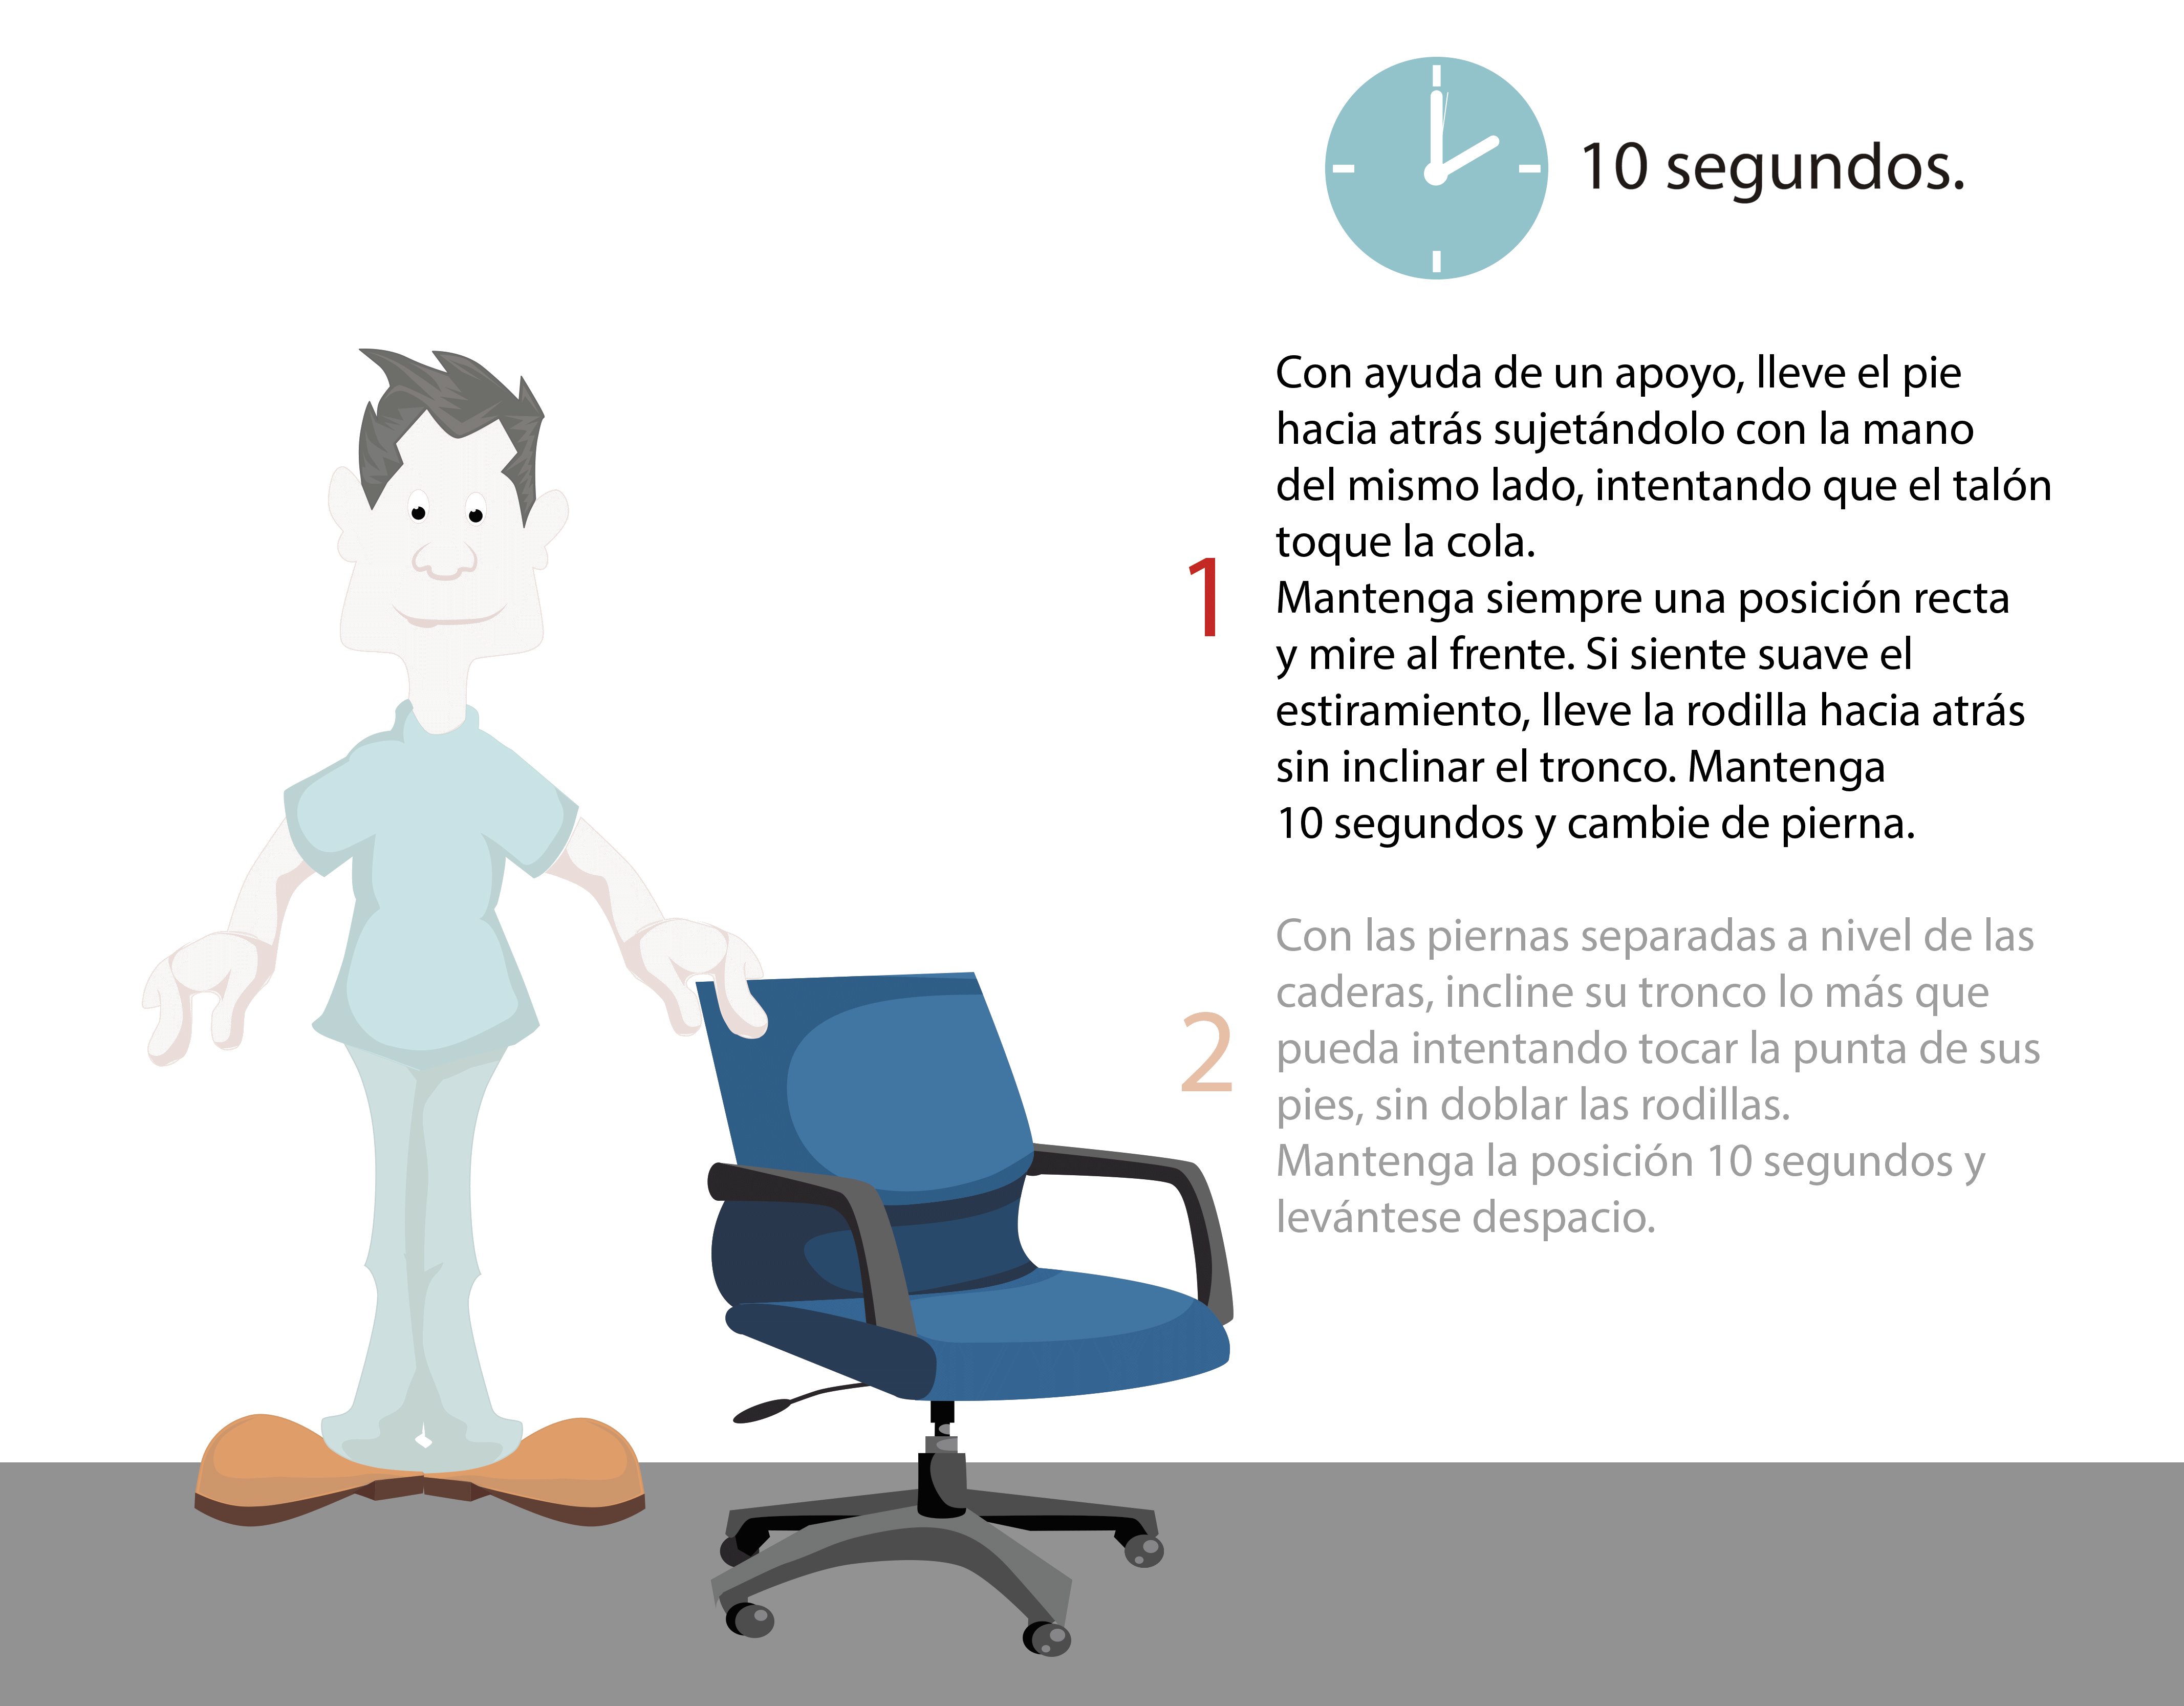 10 segundos.
1
Con ayuda de un apoyo, lleve el pie
hacia atrás sujetándolo con la mano
del mismo lado, intentando que el talón
toque la cola.
Mantenga siempre una posición recta
y mire al frente. Si siente suave el
estiramiento, lleve la rodilla hacia atrás
sin inclinar el tronco. Mantenga
10 segundos y cambie de pierna.
2
Con las piernas separadas a nivel de las
caderas, incline su tronco lo más que
pueda intentando tocar la punta de sus
pies, sin doblar las rodillas.
Mantenga la posición 10 segundos y
levántese despacio.